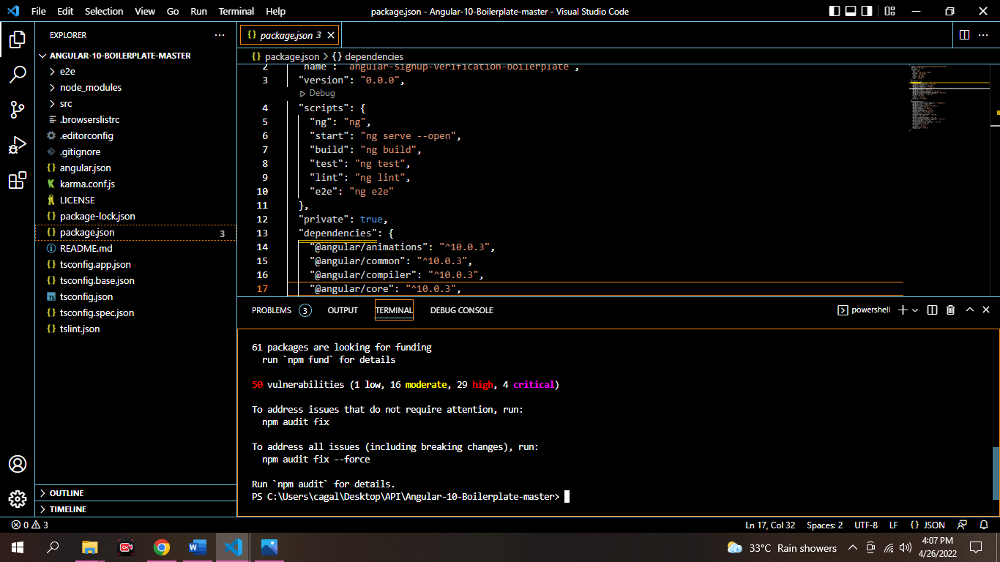 File Edit Selection View Go Run Terminal Help package.json - Angular-10-Boilerplate-master - Visual Studio Code
EXPLORER
ANGULAR-10-BOILERPLATE-MASTER
e2e
node_modules
src
.browserslistrc
.editorconfig
.gitignore
angular.json
karma.conf.js
LICENSE
package-lock.json
package.json 3
README.md
tsconfig.app.json
tsconfig.base.json
tsconfig.json
tsconfig.spec.json
tslint.json
OUTLINE
TIMELINE
package.json 3
package.json > {} dependencies
2 "name": "angular-signup-verification-boilerplate",
3 "version": "0.0.0",
Debug
4 "scripts": {
5 "ng": "ng",
6 "start": "ng serve --open",
7 "build": "ng build",
8 "test": "ng test",
9 "lint": "ng lint",
10 "e2e": "ng e2e"
11 },
12 "private": true,
13 "dependencies": {
14 "@angular/animations": "^10.0.3",
15 "@angular/common": "^10.0.3",
16 "@angular/compiler": "^10.0.3",
17 "@angular/core": "^10.0.3",
PROBLEMS 3 OUTPUT TERMINAL DEBUG CONSOLE powershell
61 packages are looking for funding
run `npm fund` for details
50 vulnerabilities (1 low, 16 moderate, 29 high, 4 critical)
To address issues that do not require attention, run:
npm audit fix
To address all issues (including breaking changes), run:
npm audit fix --force
Run `npm audit` for details.
PS C:\Users\cagal\Desktop\API\Angular-10-Boilerplate-master>
0 3 Ln 17, Col 32 Spaces: 2 UTF-8 LF {} JSON
33°C Rain showers 4:07 PM
4/26/2022